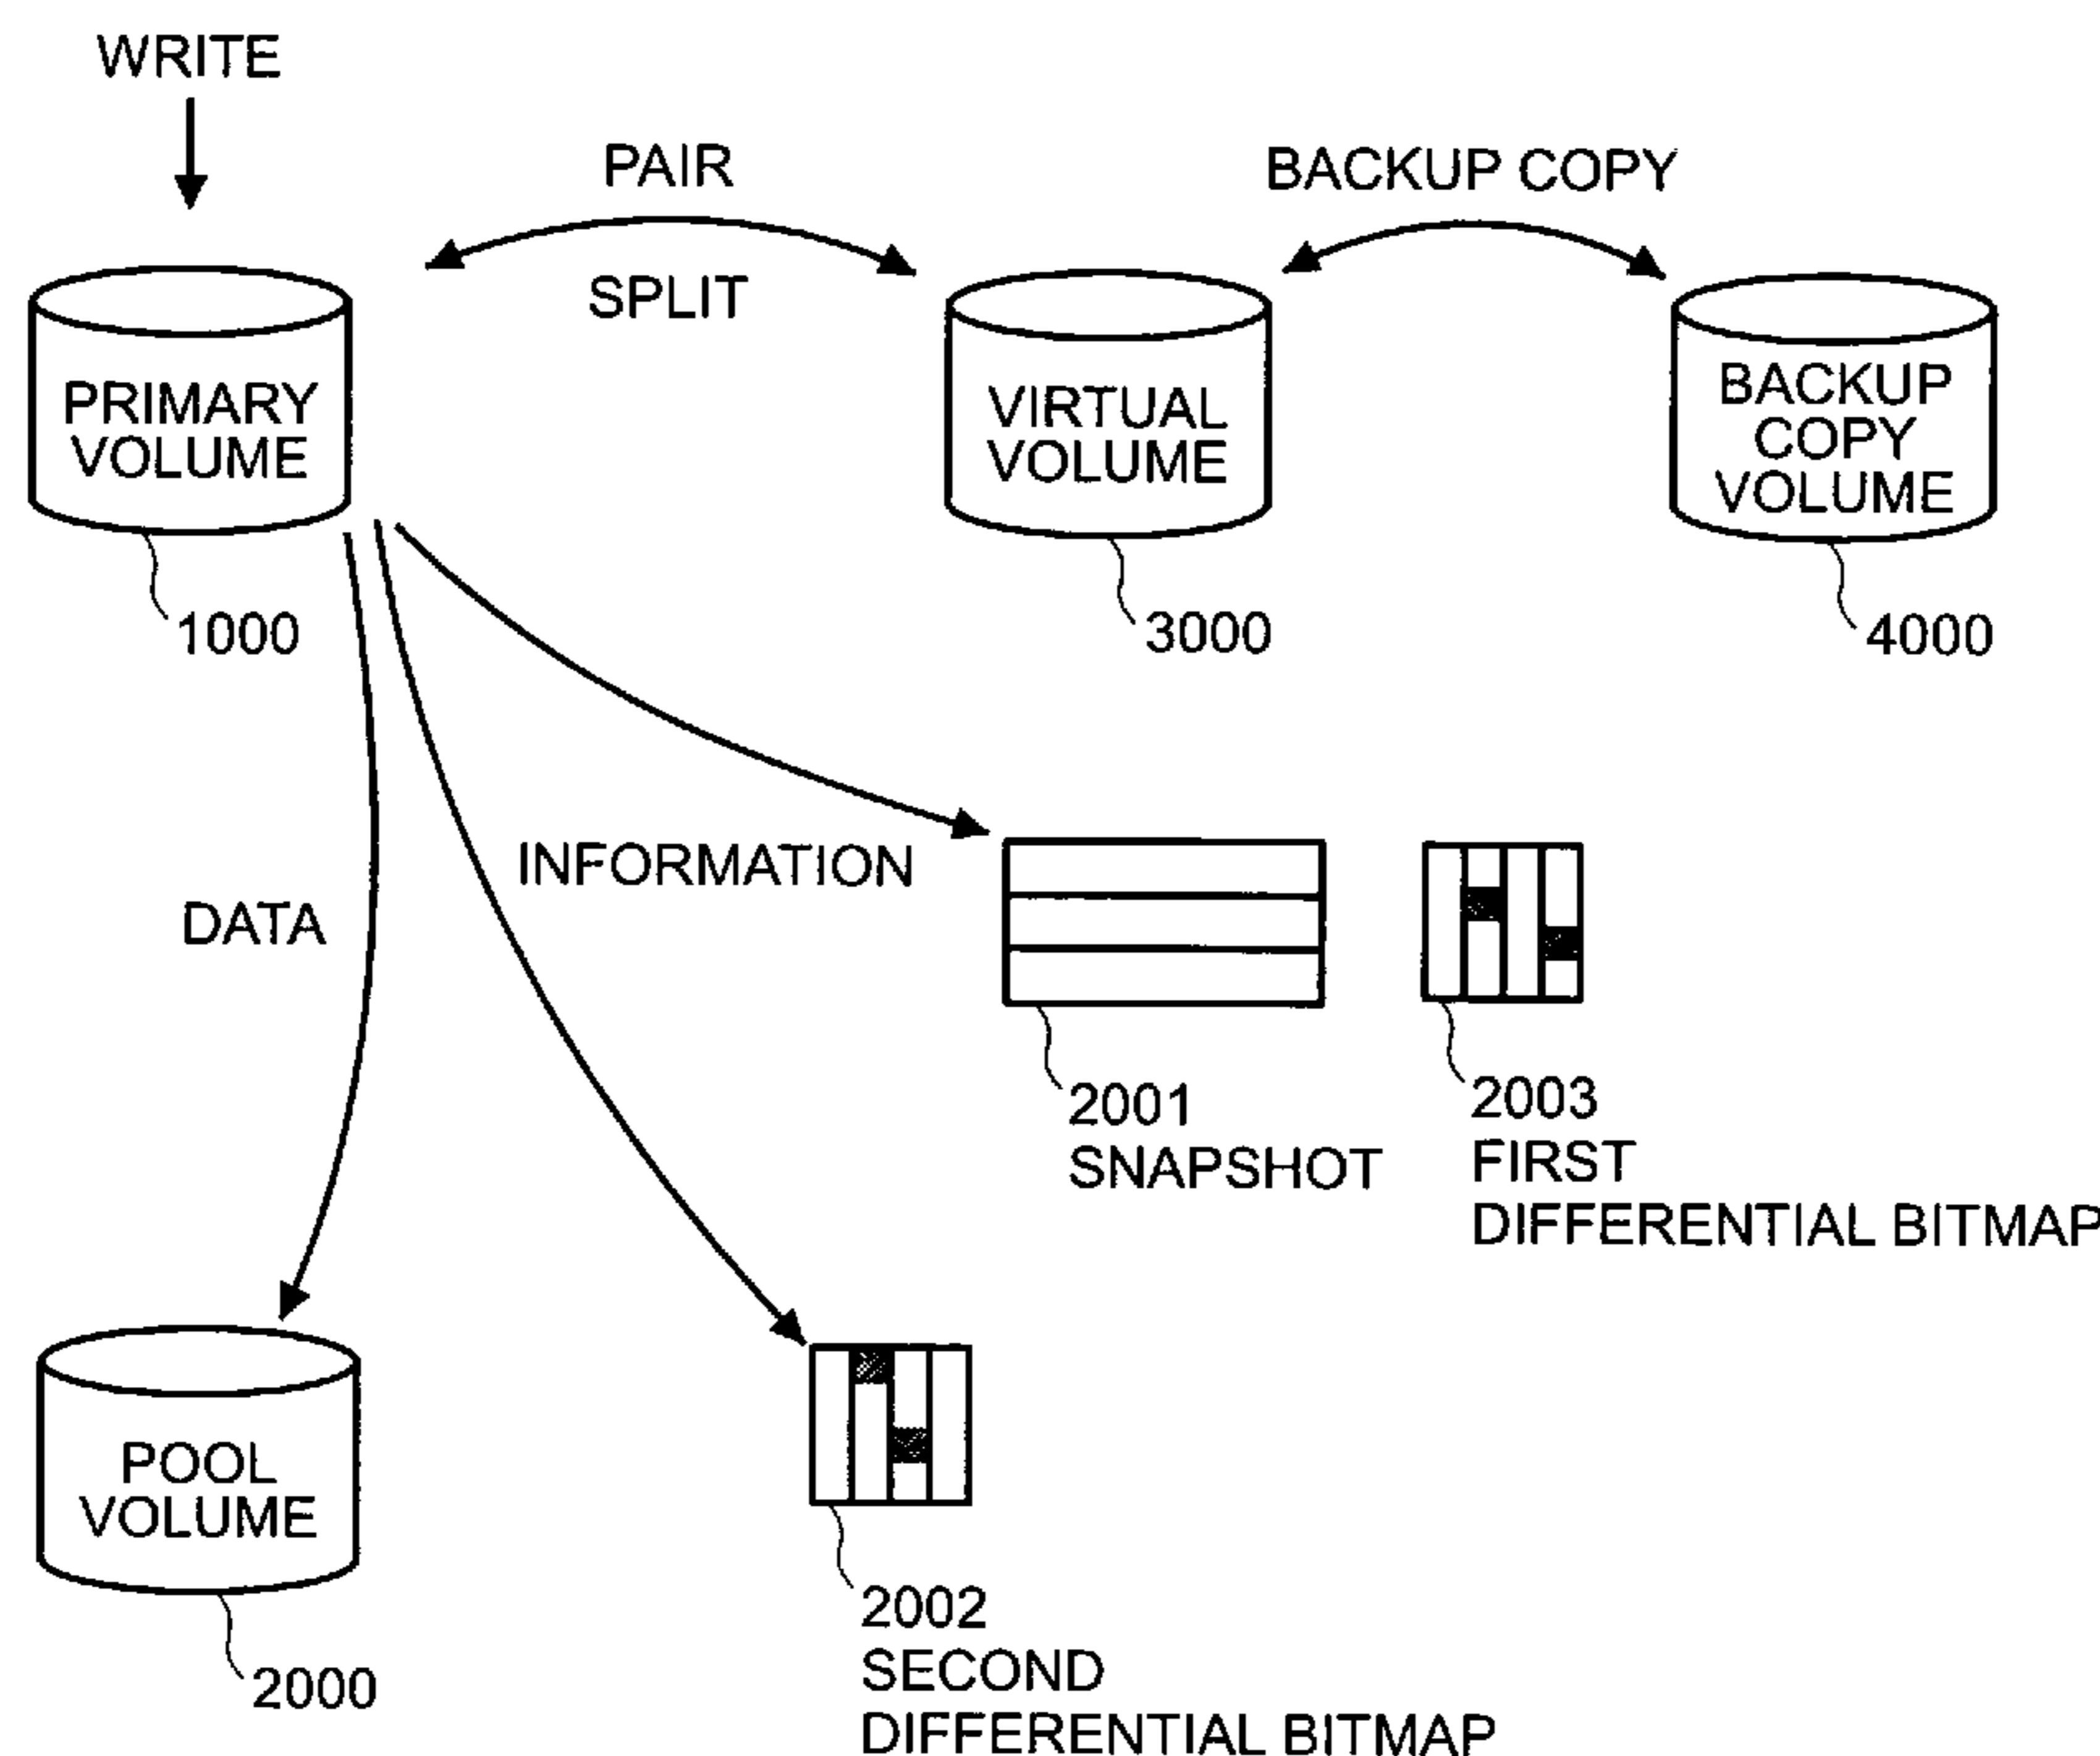 WRITE
PAIR
SPLIT
BACKUP COPY
PRIMARY
VOLUME
VIRTUAL
VOLUME
BACKUP
COPY
VOLUME
1000
3000
4000
INFORMATION
DATA
2001
SNAPSHOT
2003
FIRST
DIFFERENTIAL BITMAP
POOL
VOLUME
2000
2002
SECOND
DIFFERENTIAL BITMAP